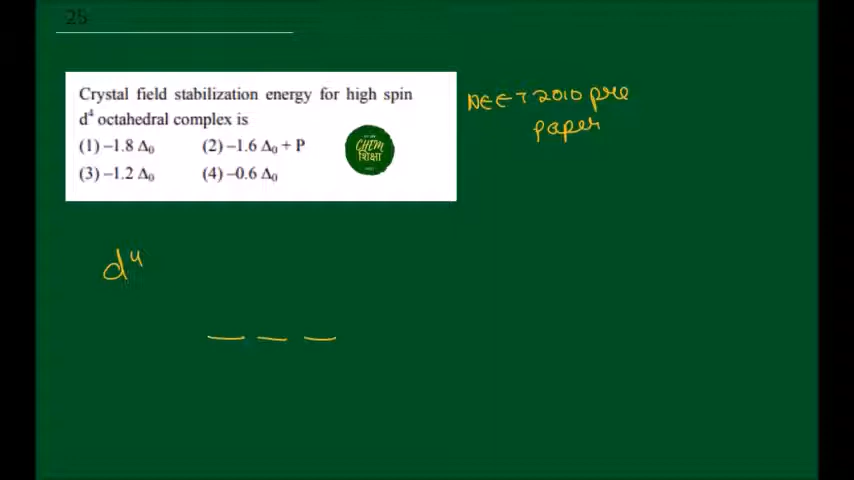 25
Crystal field stabilization energy for high spin
d⁴ octahedral complex is
(1) –1.8 Δ₀ (2) –1.6 Δ₀ + P
(3) –1.2 Δ₀ (4) –0.6 Δ₀
CHEM
शिक्षा
NEET 2010 pre
paper
d⁴